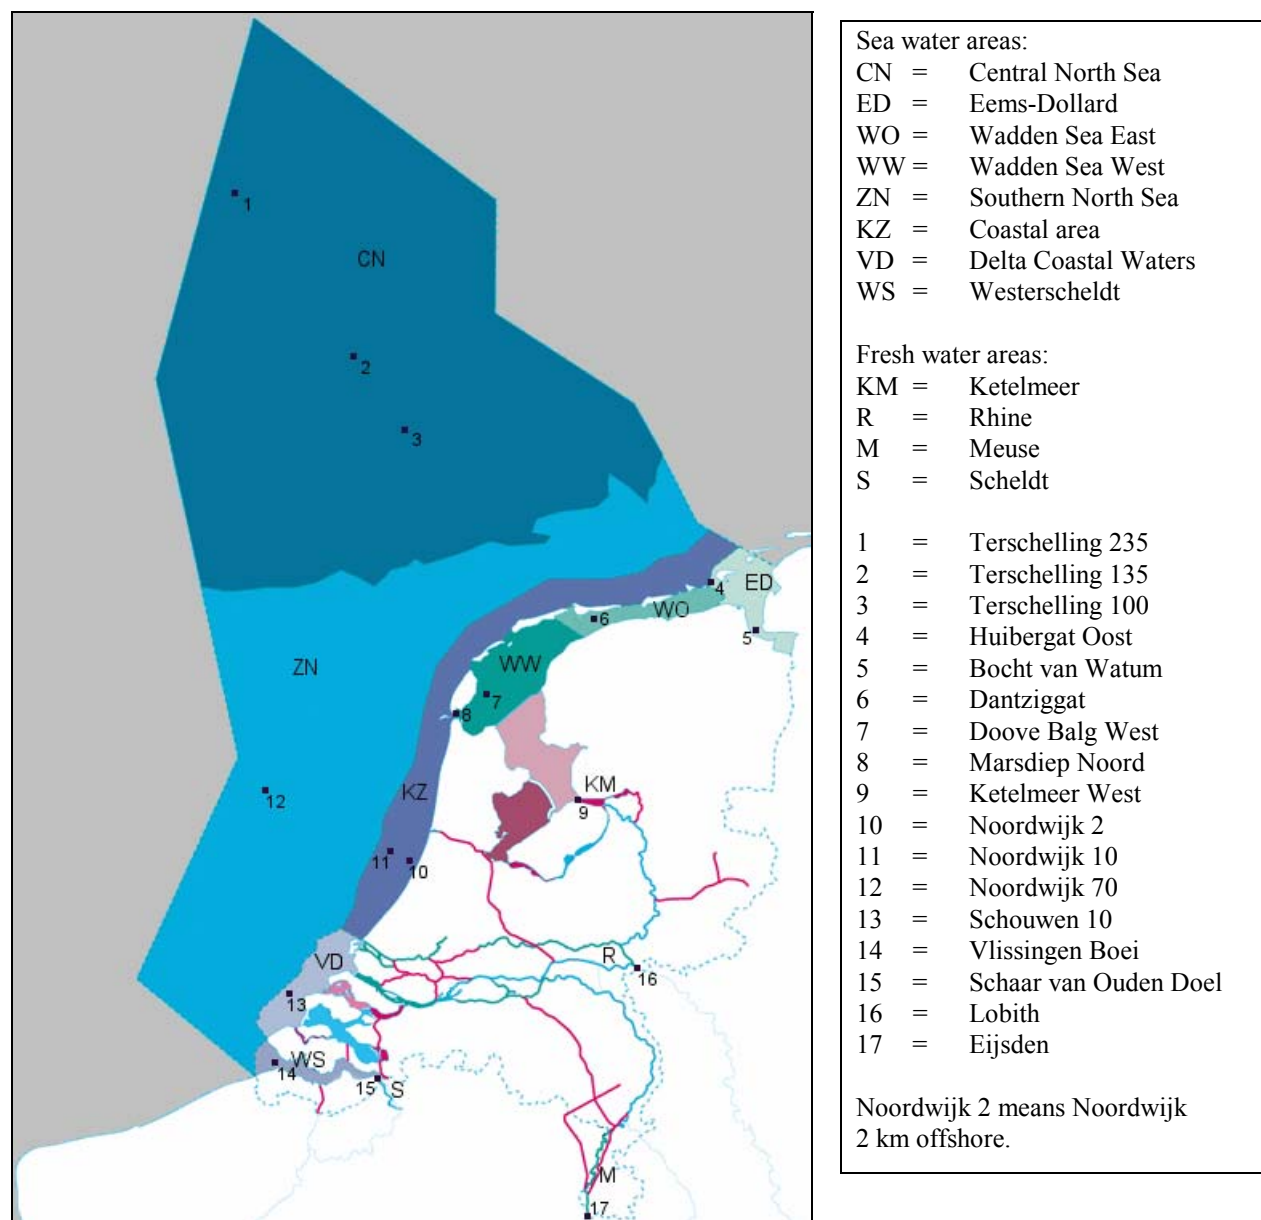 1
CN
2
3
4
ED
WO
6
5
ZN
WW
7
8
KZ
KM
9
12
11
10
VD
R
16
13
WS
14
15
S
M
17
Sea water areas:
CN = Central North Sea
ED = Eems-Dollard
WO = Wadden Sea East
WW = Wadden Sea West
ZN = Southern North Sea
KZ = Coastal area
VD = Delta Coastal Waters
WS = Westerscheldt
Fresh water areas:
KM = Ketelmeer
R = Rhine
M = Meuse
S = Scheldt
1 = Terschelling 235
2 = Terschelling 135
3 = Terschelling 100
4 = Huibergat Oost
5 = Bocht van Watum
6 = Dantziggat
7 = Doove Balg West
8 = Marsdiep Noord
9 = Ketelmeer West
10 = Noordwijk 2
11 = Noordwijk 10
12 = Noordwijk 70
13 = Schouwen 10
14 = Vlissingen Boei
15 = Schaar van Ouden Doel
16 = Lobith
17 = Eijsden
Noordwijk 2 means Noordwijk
2 km offshore.